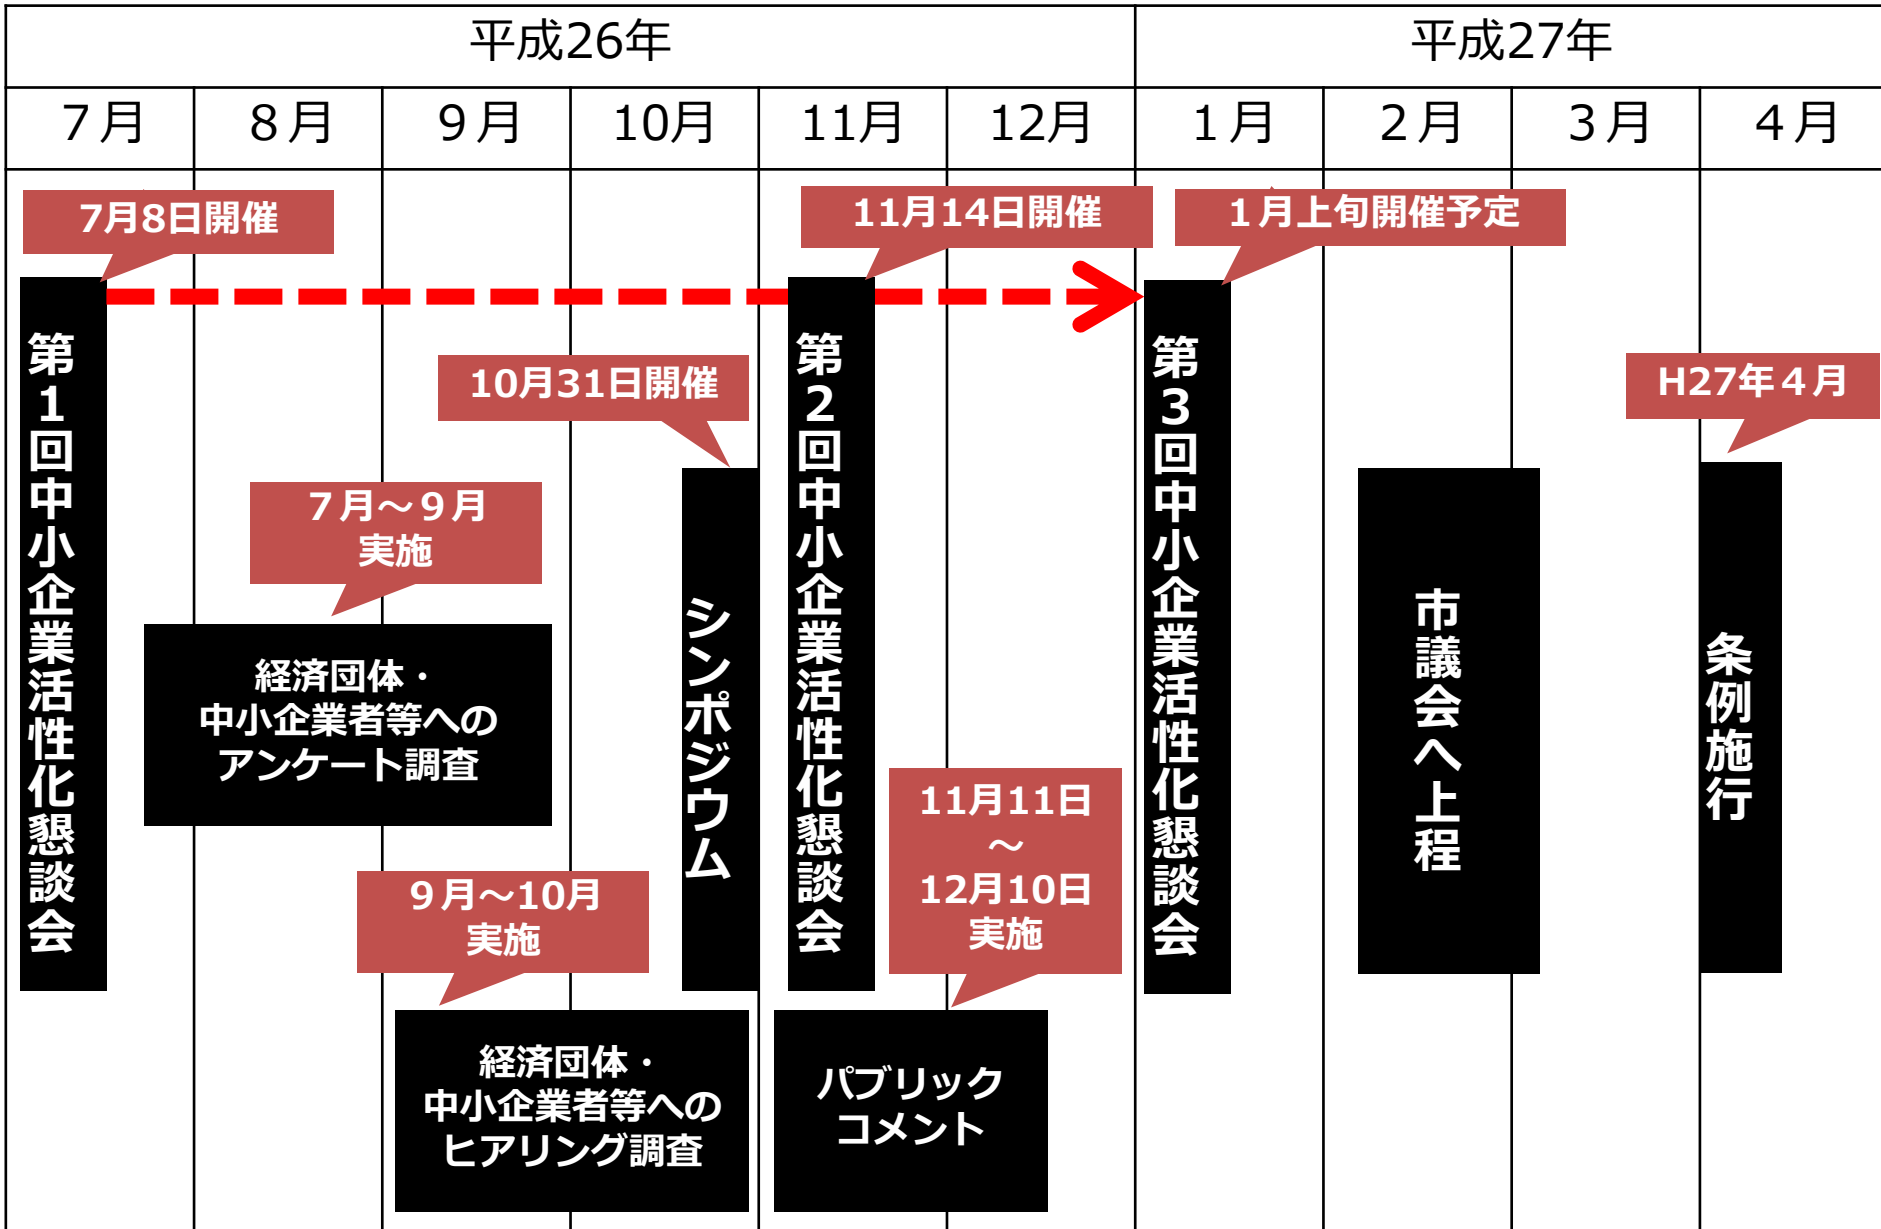 平成26年
平成27年
７月
８月
９月
10月
11月
12月
１月
２月
３月
４月
7月8日開催
11月14日開催
１月上旬開催予定
第1回中小企業活性化懇談会
第2回中小企業活性化懇談会
第3回中小企業活性化懇談会
10月31日開催
シンポジウム
H27年４月
条例施行
市議会へ上程
７月～９月
実施
経済団体・
中小企業者等への
アンケート調査
９月～10月
実施
経済団体・
中小企業者等への
ヒアリング調査
11月11日
～
12月10日
実施
パブリック
コメント